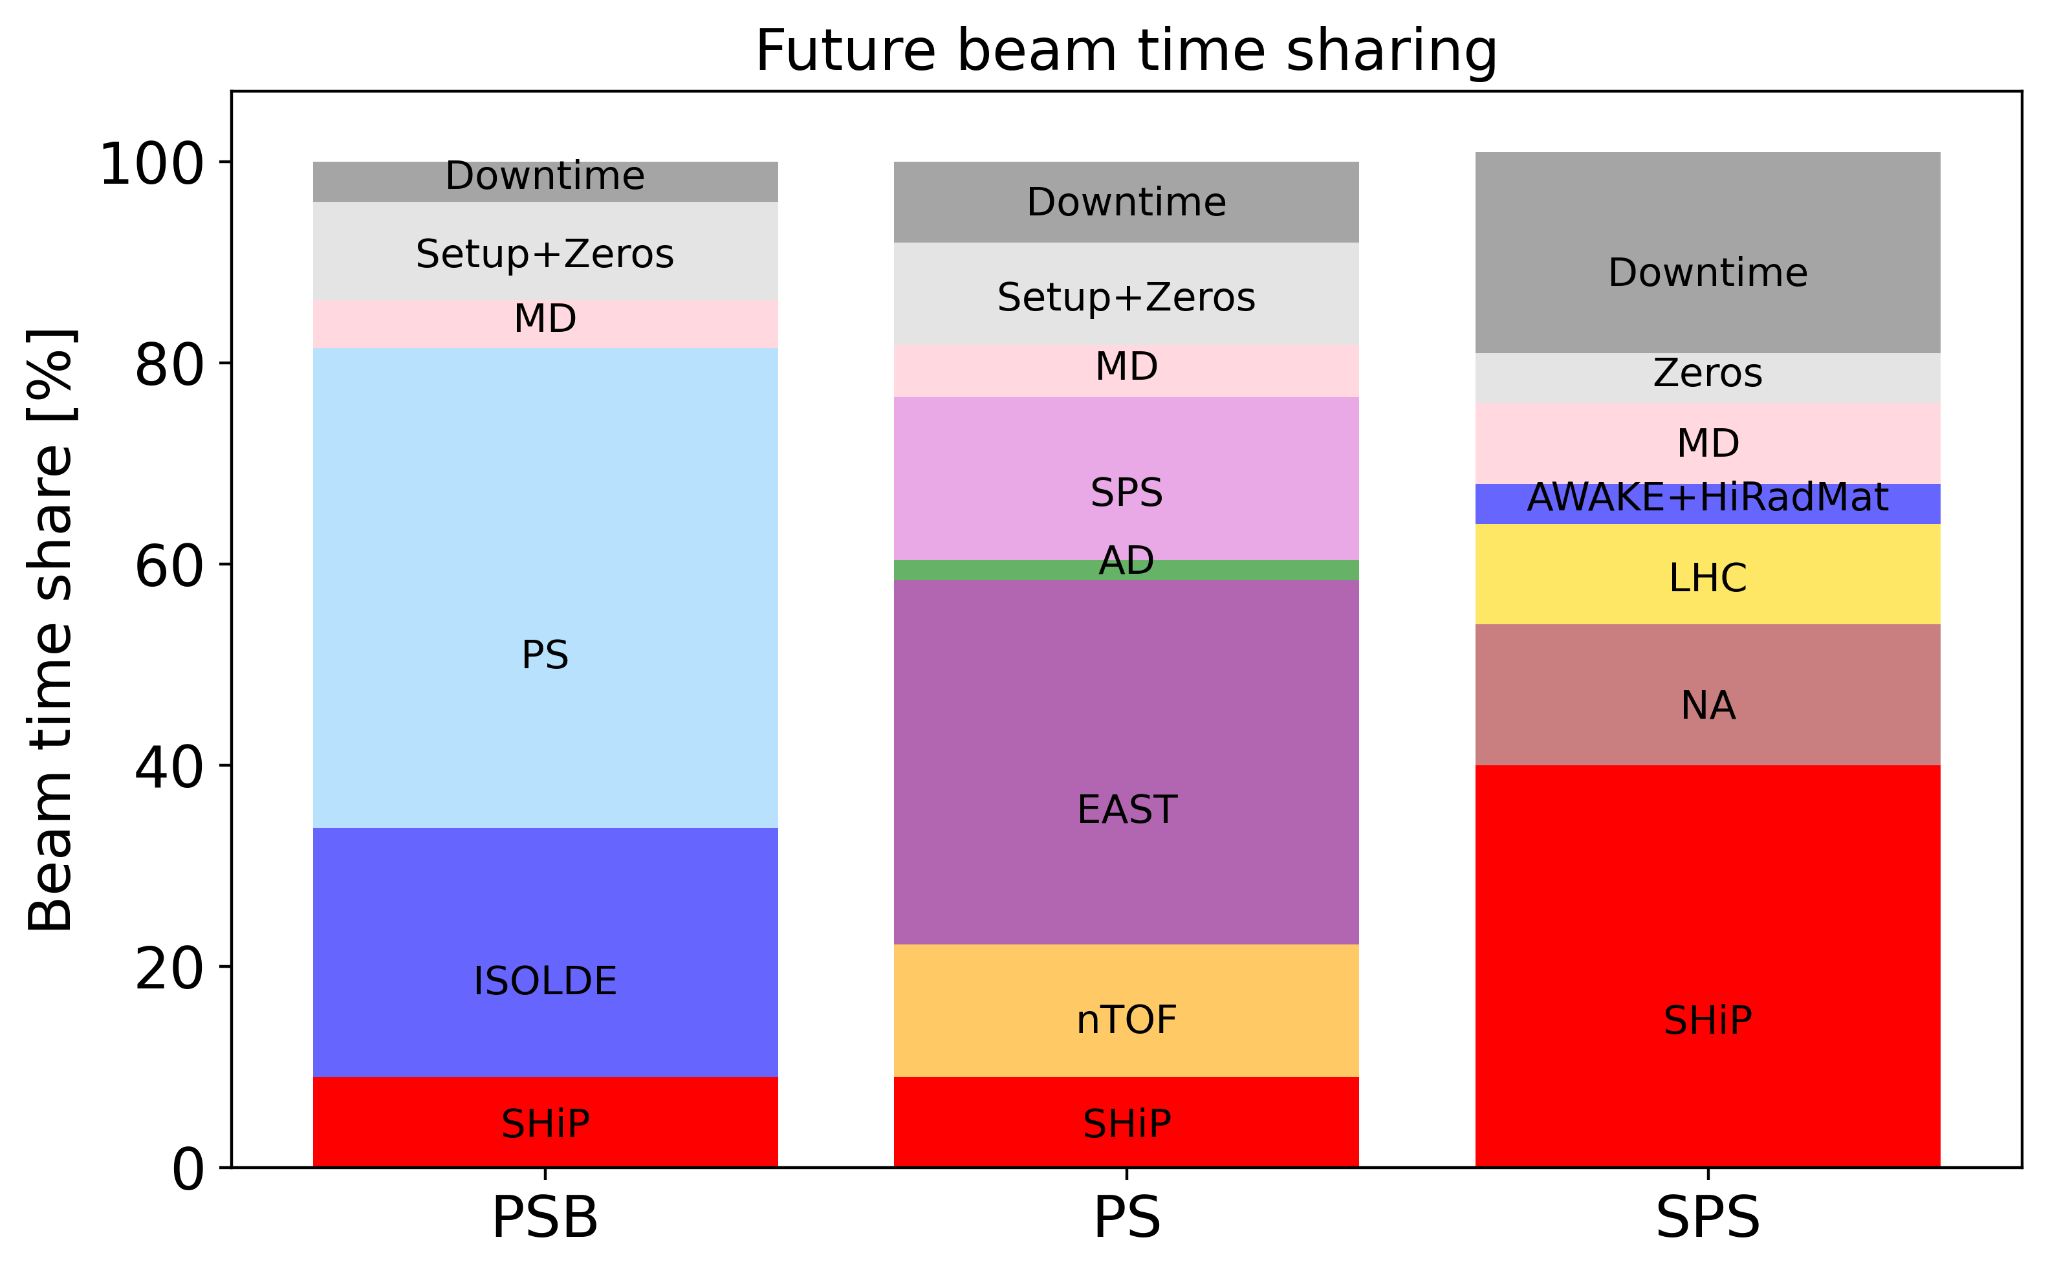 Future beam time sharing
Beam time share [%]
100
80
60
40
20
0
Downtime
Setup+Zeros
MD
PS
ISOLDE
SHiP
Downtime
Setup+Zeros
MD
SPS
AD
EAST
nTOF
SHiP
Downtime
Zeros
MD
AWAKE+HiRadMat
LHC
NA
SHiP
PSB
PS
SPS